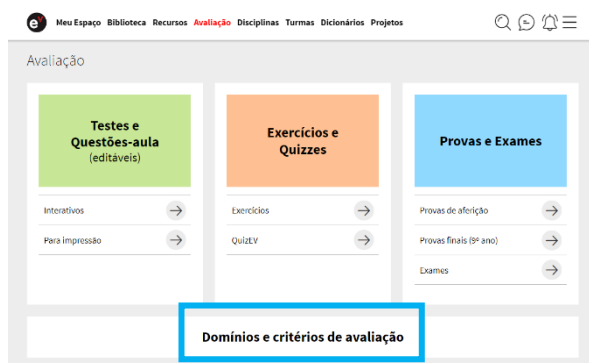 eV Meu Espaço Biblioteca Recursos Avaliação Disciplinas Turmas Dicionários Projetos
Avaliação
Testes e
Questões-aula
(editáveis)
Interativos
Para impressão
Exercícios e
Quizzes
Exercícios
QuizEV
Provas e Exames
Provas de aferição
Provas finais (9º ano)
Exames
Domínios e critérios de avaliação